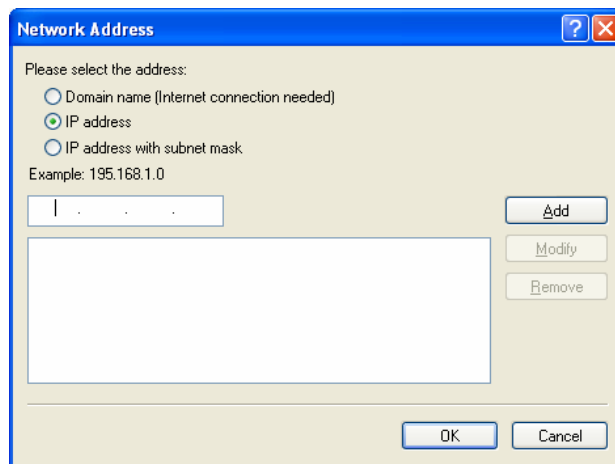 Network Address
Please select the address:
Domain name (Internet connection needed)
IP address
IP address with subnet mask
Example: 195.168.1.0
. . .
Add
Modify
Remove
OK
Cancel